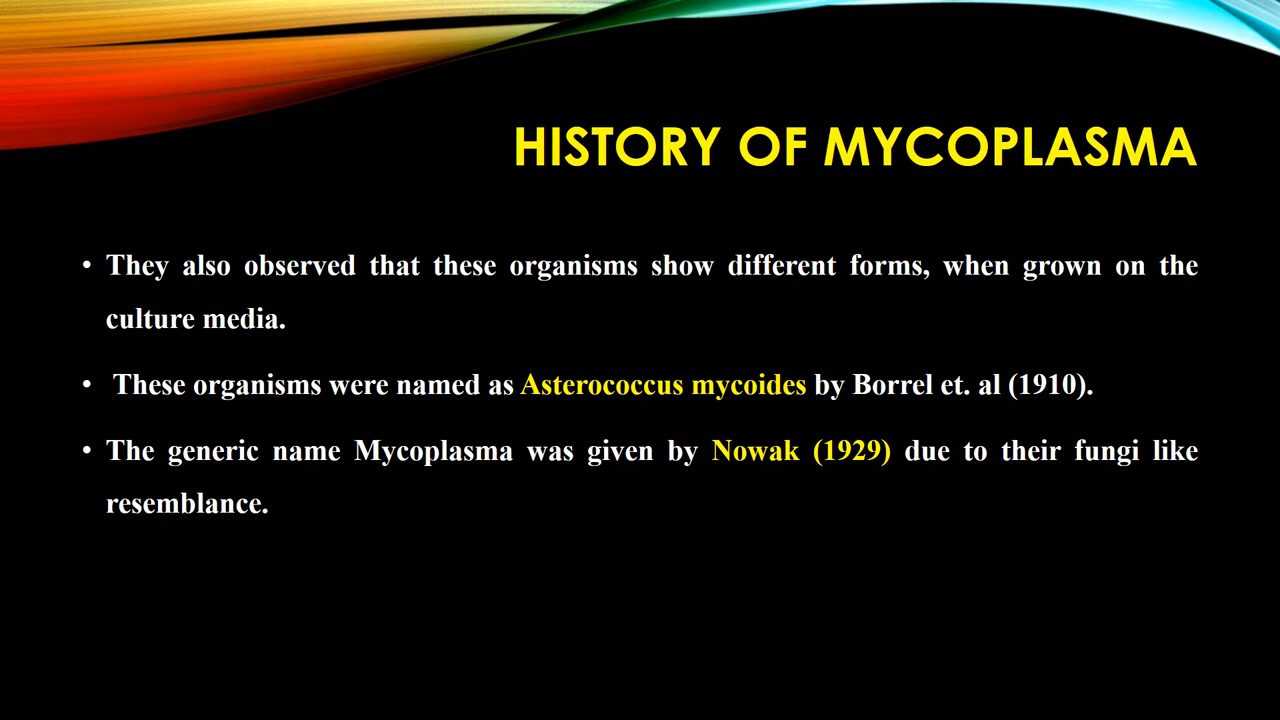 HISTORY OF MYCOPLASMA
• They also observed that these organisms show different forms, when grown on the
culture media.
• These organisms were named as Asterococcus mycoides by Borrel et. al (1910).
• The generic name Mycoplasma was given by Nowak (1929) due to their fungi like
resemblance.